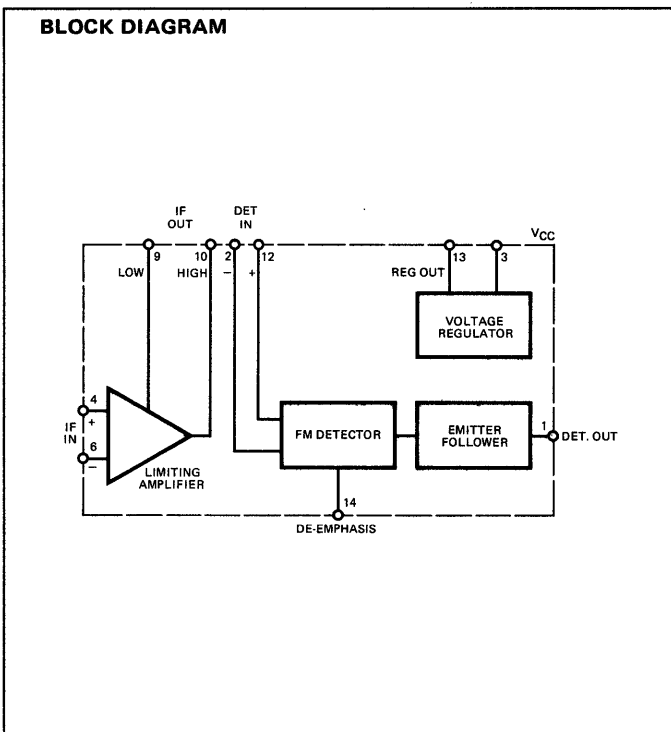 BLOCK DIAGRAM
IF OUT
DET IN
VCC
9
10
2
12
13
3
LOW
HIGH
–
+
REG OUT
VOLTAGE
REGULATOR
4
+
IF IN
6
–
LIMITING
AMPLIFIER
FM DETECTOR
EMITTER
FOLLOWER
1
DET. OUT
14
DE-EMPHASIS